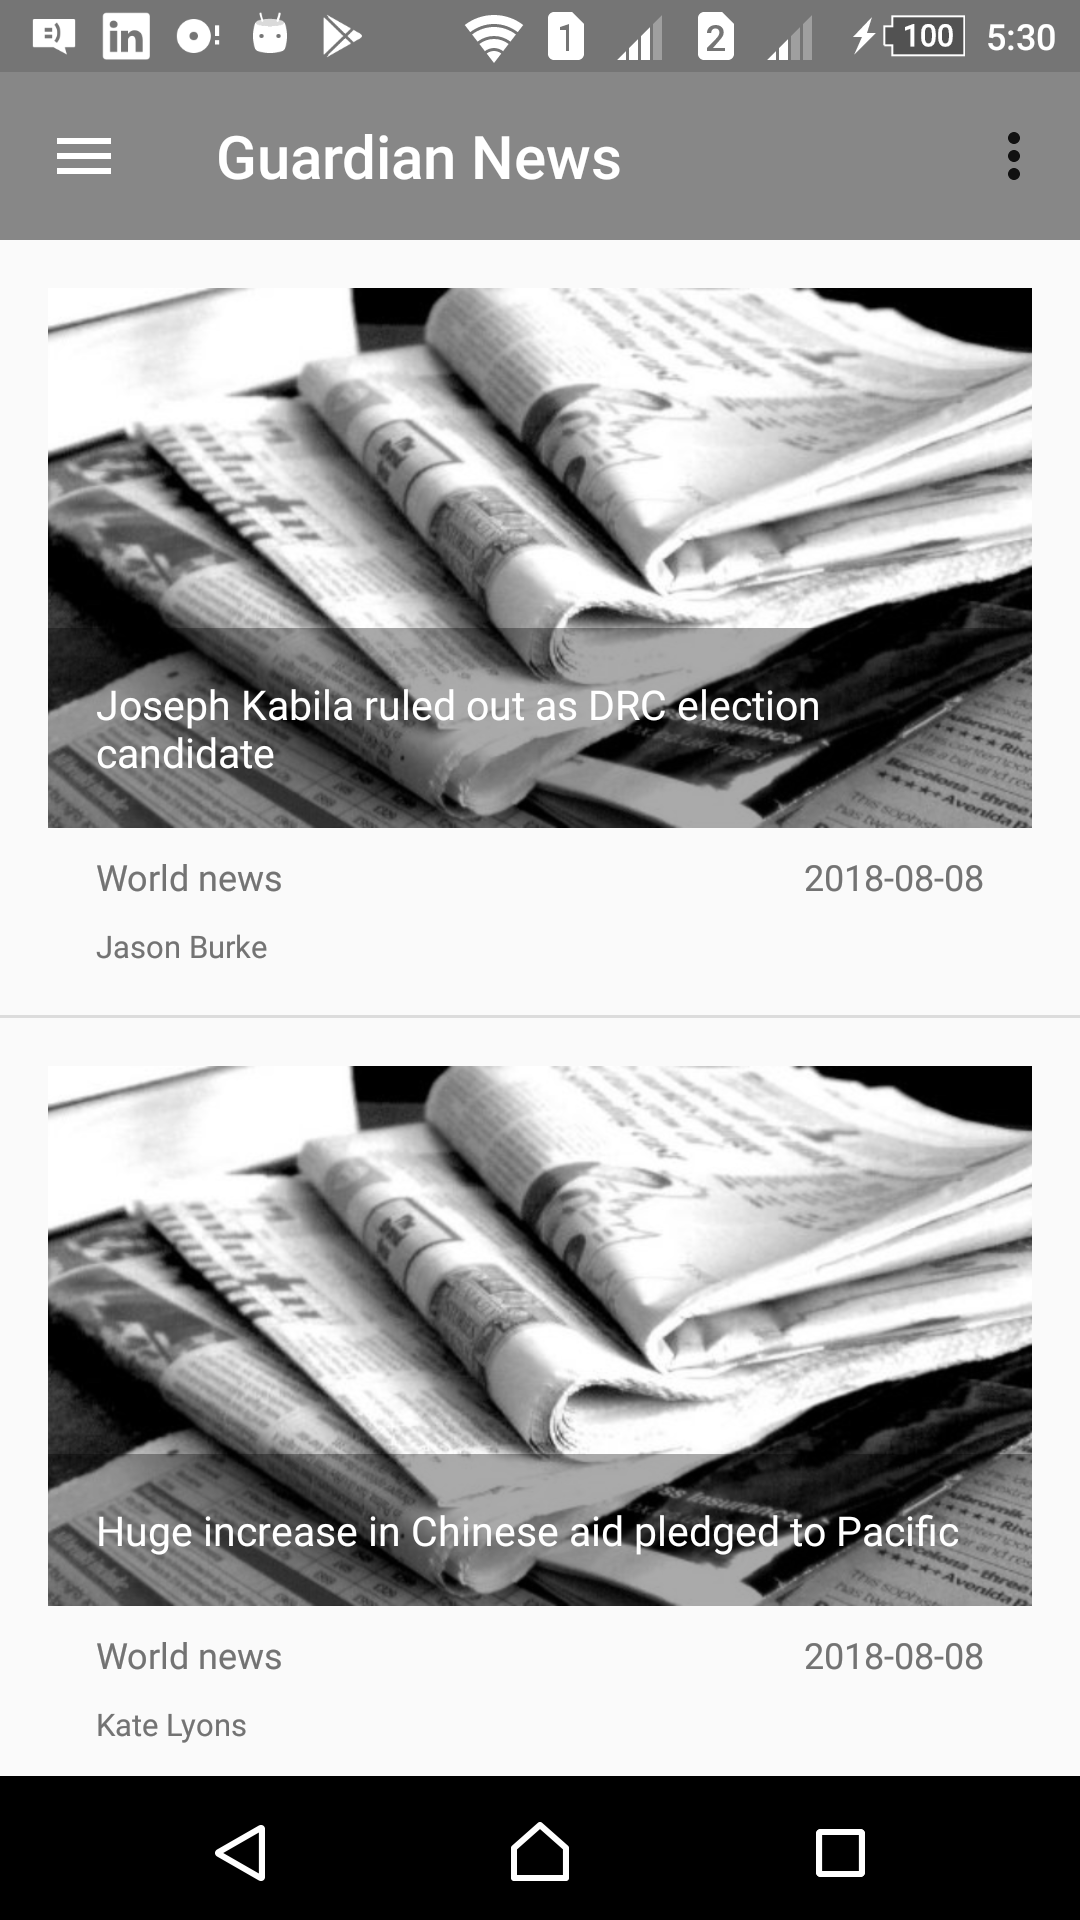 1
2
100
5:30
Guardian News
Joseph Kabila ruled out as DRC election
candidate
World news
2018-08-08
Jason Burke
Huge increase in Chinese aid pledged to Pacific
World news
2018-08-08
Kate Lyons